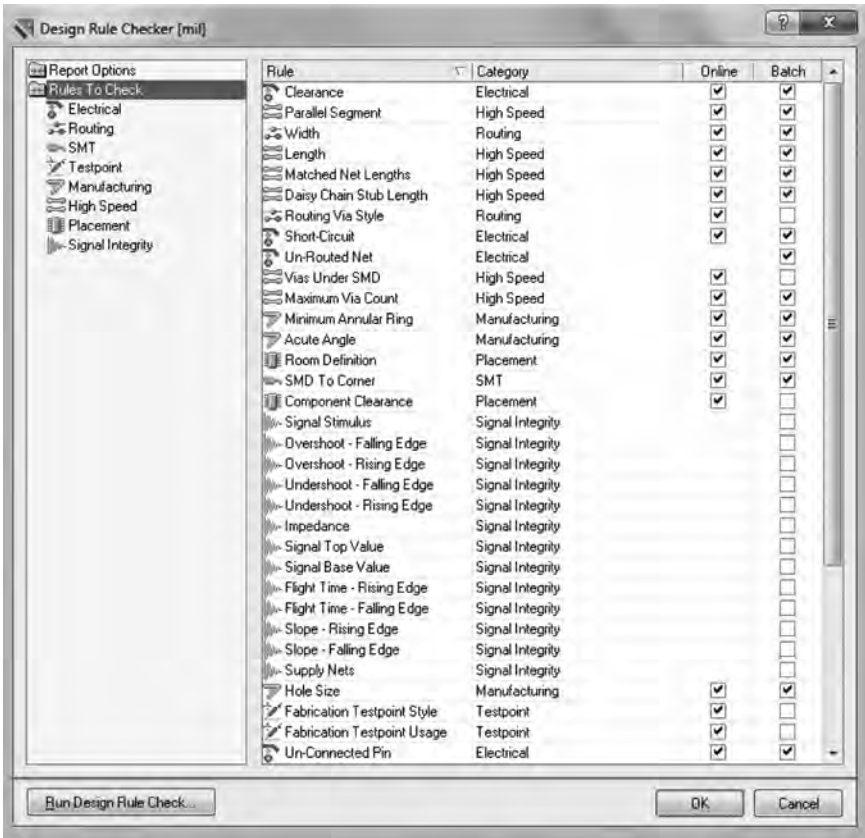 Design Rule Checker [mil]
Report Options
Rules To Check
Electrical
Routing
SMT
Testpoint
Manufacturing
High Speed
Placement
Signal Integrity
Rule Category Online Batch
Clearance Electrical
Parallel Segment High Speed
Width Routing
Length High Speed
Matched Net Lengths High Speed
Daisy Chain Stub Length High Speed
Routing Via Style Routing
Short-Circuit Electrical
Un-Routed Net Electrical
Vias Under SMD High Speed
Maximum Via Count High Speed
Minimum Annular Ring Manufacturing
Acute Angle Manufacturing
Room Definition Placement
SMD To Corner SMT
Component Clearance Placement
Signal Stimulus Signal Integrity
Overshoot - Falling Edge Signal Integrity
Overshoot - Rising Edge Signal Integrity
Undershoot - Falling Edge Signal Integrity
Undershoot - Rising Edge Signal Integrity
Impedance Signal Integrity
Signal Top Value Signal Integrity
Signal Base Value Signal Integrity
Flight Time - Rising Edge Signal Integrity
Flight Time - Falling Edge Signal Integrity
Slope - Rising Edge Signal Integrity
Slope - Falling Edge Signal Integrity
Supply Nets Signal Integrity
Hole Size Manufacturing
Fabrication Testpoint Style Testpoint
Fabrication Testpoint Usage Testpoint
Un-Connected Pin Electrical
Run Design Rule Check... OK Cancel